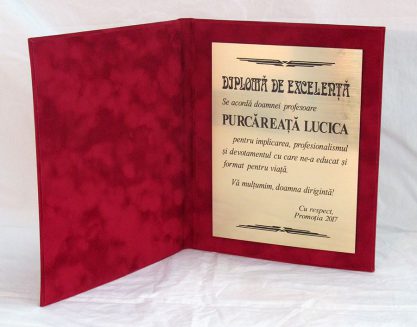 DIPLOMĂ DE EXCELENȚĂ
Se acordă doamnei profesoare
PURCĂREAȚĂ LUCICA
pentru implicarea, profesionalismul
și devotamentul cu care ne-a educat și
format pentru viață.
Vă mulțumim, doamna dirigintă!
Cu respect,
Promoția 2017